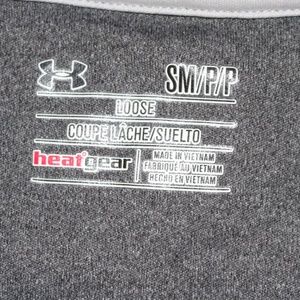 SM/P/P
LOOSE
COUPE LÂCHE/SUELTO
heatgear
MADE IN VIETNAM
FABRIQUÉ AU VIETNAM
HECHO EN VIETNAM